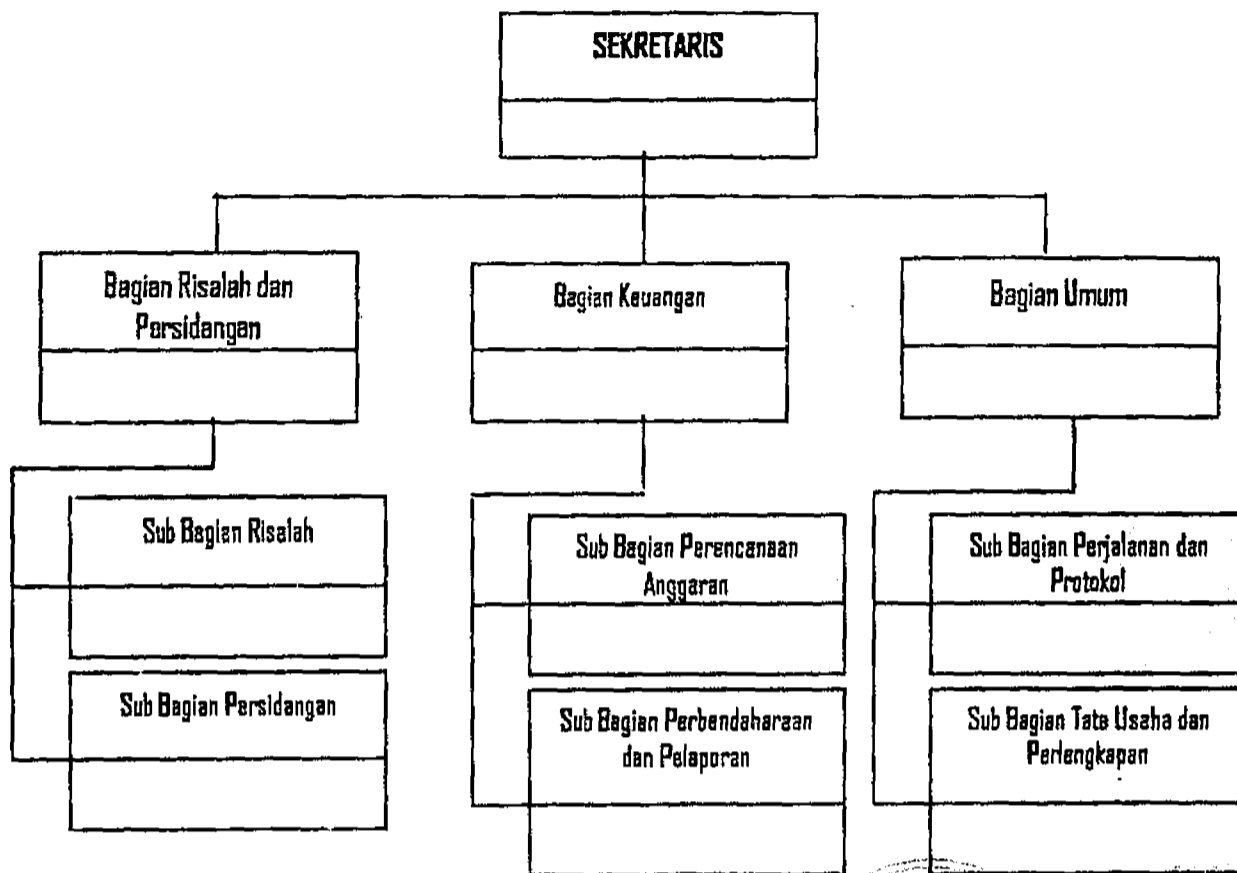 SEKRETARIS
Bagian Risalah dan
Persidangan
Bagian Keuangan
Bagian Umum
Sub Bagian Risalah
Sub Bagian Persidangan
Sub Bagian Perencanaan
Anggaran
Sub Bagian Perbendaharaan
dan Pelaporan
Sub Bagian Perjalanan dan
Protokol
Sub Bagian Tata Usaha dan
Perlengkapan